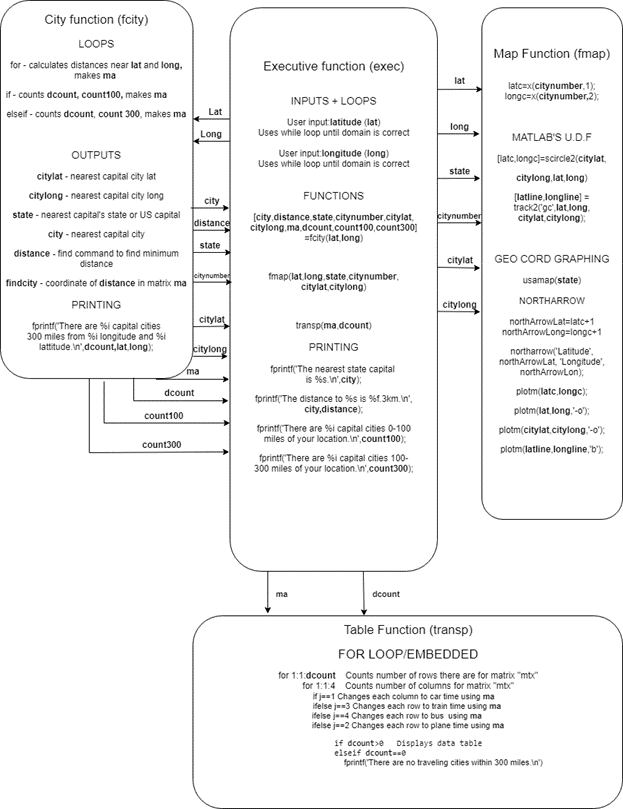 City function (fcity)
LOOPS
for - calculates distances near lat and long,
makes ma
if - counts dcount, count100, makes ma
elseif - counts dcount, count 300, makes ma
OUTPUTS
citylat - nearest capital city lat
citylong - nearest capital city long
state - nearest capital's state or US capital
city - nearest capital city
distance - find command to find minimum
distance
findcity - coordinate of distance in matrix ma
PRINTING
fprintf('There are %i capital cities
300 miles from %i longitude and %i
lattitude.\n',dcount,lat,long);
Lat
Long
city
distance
state
citynumber
citylat
citylong
ma
dcount
count100
count300
Executive function (exec)
INPUTS + LOOPS
User input:latitude (lat)
Uses while loop until domain is correct
User input:longitude (long)
Uses while loop until domain is correct
FUNCTIONS
[city,distance,state,citynumber,citylat,
citylong,ma,dcount,count100,count300]
=fcity(lat,long)
fmap(lat,long,state,citynumber,
citylat,citylong)
transp(ma,dcount)
PRINTING
fprintf('The nearest state capital
is %s.\n',city);
fprintf('The distance to %s is %f.3km.\n',
city,distance);
fprintf('There are %i capital cities 0-100
miles of your location.\n',count100);
fprintf('There are %i capital cities 100-
300 miles of your location.\n',count300);
lat
long
state
citynumber
citylat
citylong
Map Function (fmap)
latc=x(citynumber,1);
longc=x(citynumber,2);
MATLAB'S U.D.F
[latc,longc]=scircle2(citylat,
citylong,lat,long)
[latline,longline] =
track2('gc',lat,long,
citylat,citylong);
GEO CORD GRAPHING
usamap(state)
NORTHARROW
northArrowLat=latc+1
northArrowLong=longc+1
northarrow('Latitude',
northArrowLat, 'Longitude',
northArrowLon);
plotm(latc,longc);
plotm(lat,long,'-o');
plotm(citylat,citylong,'-o');
plotm(latline,longline,'b');
ma
dcount
Table Function (transp)
FOR LOOP/EMBEDDED
for 1:1:dcount Counts number of rows there are for matrix "mtx"
for 1:1:4 Counts number of columns for matrix "mtx"
if j==1 Changes each column to car time using ma
ifelse j==3 Changes each row to train time using ma
ifelse j==4 Changes each row to bus using ma
ifelse j==2 Changes each row to plane time using ma
if dcount>0 Displays data table
elseif dcount==0
fprintf('There are no traveling cities within 300 miles.\n')